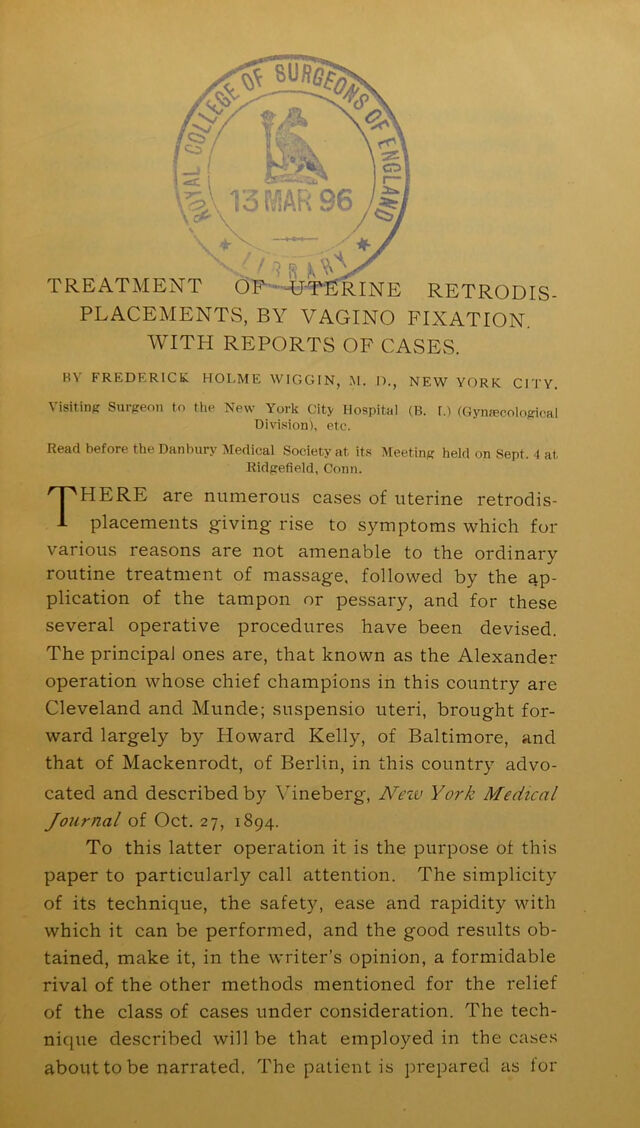 ROYAL COLLEGE OF SURGEONS OF ENGLAND
13 MAR 96
* LIBRARY *
TREATMENT OF UTERINE RETRODIS-
PLACEMENTS, BY VAGINO FIXATION.
WITH REPORTS OF CASES.
BY FREDERICK HOLME WIGGIN, M. D., NEW YORK CITY.
Visiting Surgeon to the New York City Hospital (B. I.) (Gynæcological
Division), etc.
Read before the Danbury Medical Society at its Meeting held on Sept. 4 at
Ridgefield, Conn.
THERE are numerous cases of uterine retrodis-
placements giving rise to symptoms which for
various reasons are not amenable to the ordinary
routine treatment of massage, followed by the ap-
plication of the tampon or pessary, and for these
several operative procedures have been devised.
The principal ones are, that known as the Alexander
operation whose chief champions in this country are
Cleveland and Munde; suspensio uteri, brought for-
ward largely by Howard Kelly, of Baltimore, and
that of Mackenrodt, of Berlin, in this country advo-
cated and described by Vineberg, New York Medical
Journal of Oct. 27, 1894.
To this latter operation it is the purpose of this
paper to particularly call attention. The simplicity
of its technique, the safety, ease and rapidity with
which it can be performed, and the good results ob-
tained, make it, in the writer's opinion, a formidable
rival of the other methods mentioned for the relief
of the class of cases under consideration. The tech-
nique described will be that employed in the cases
about to be narrated. The patient is prepared as for